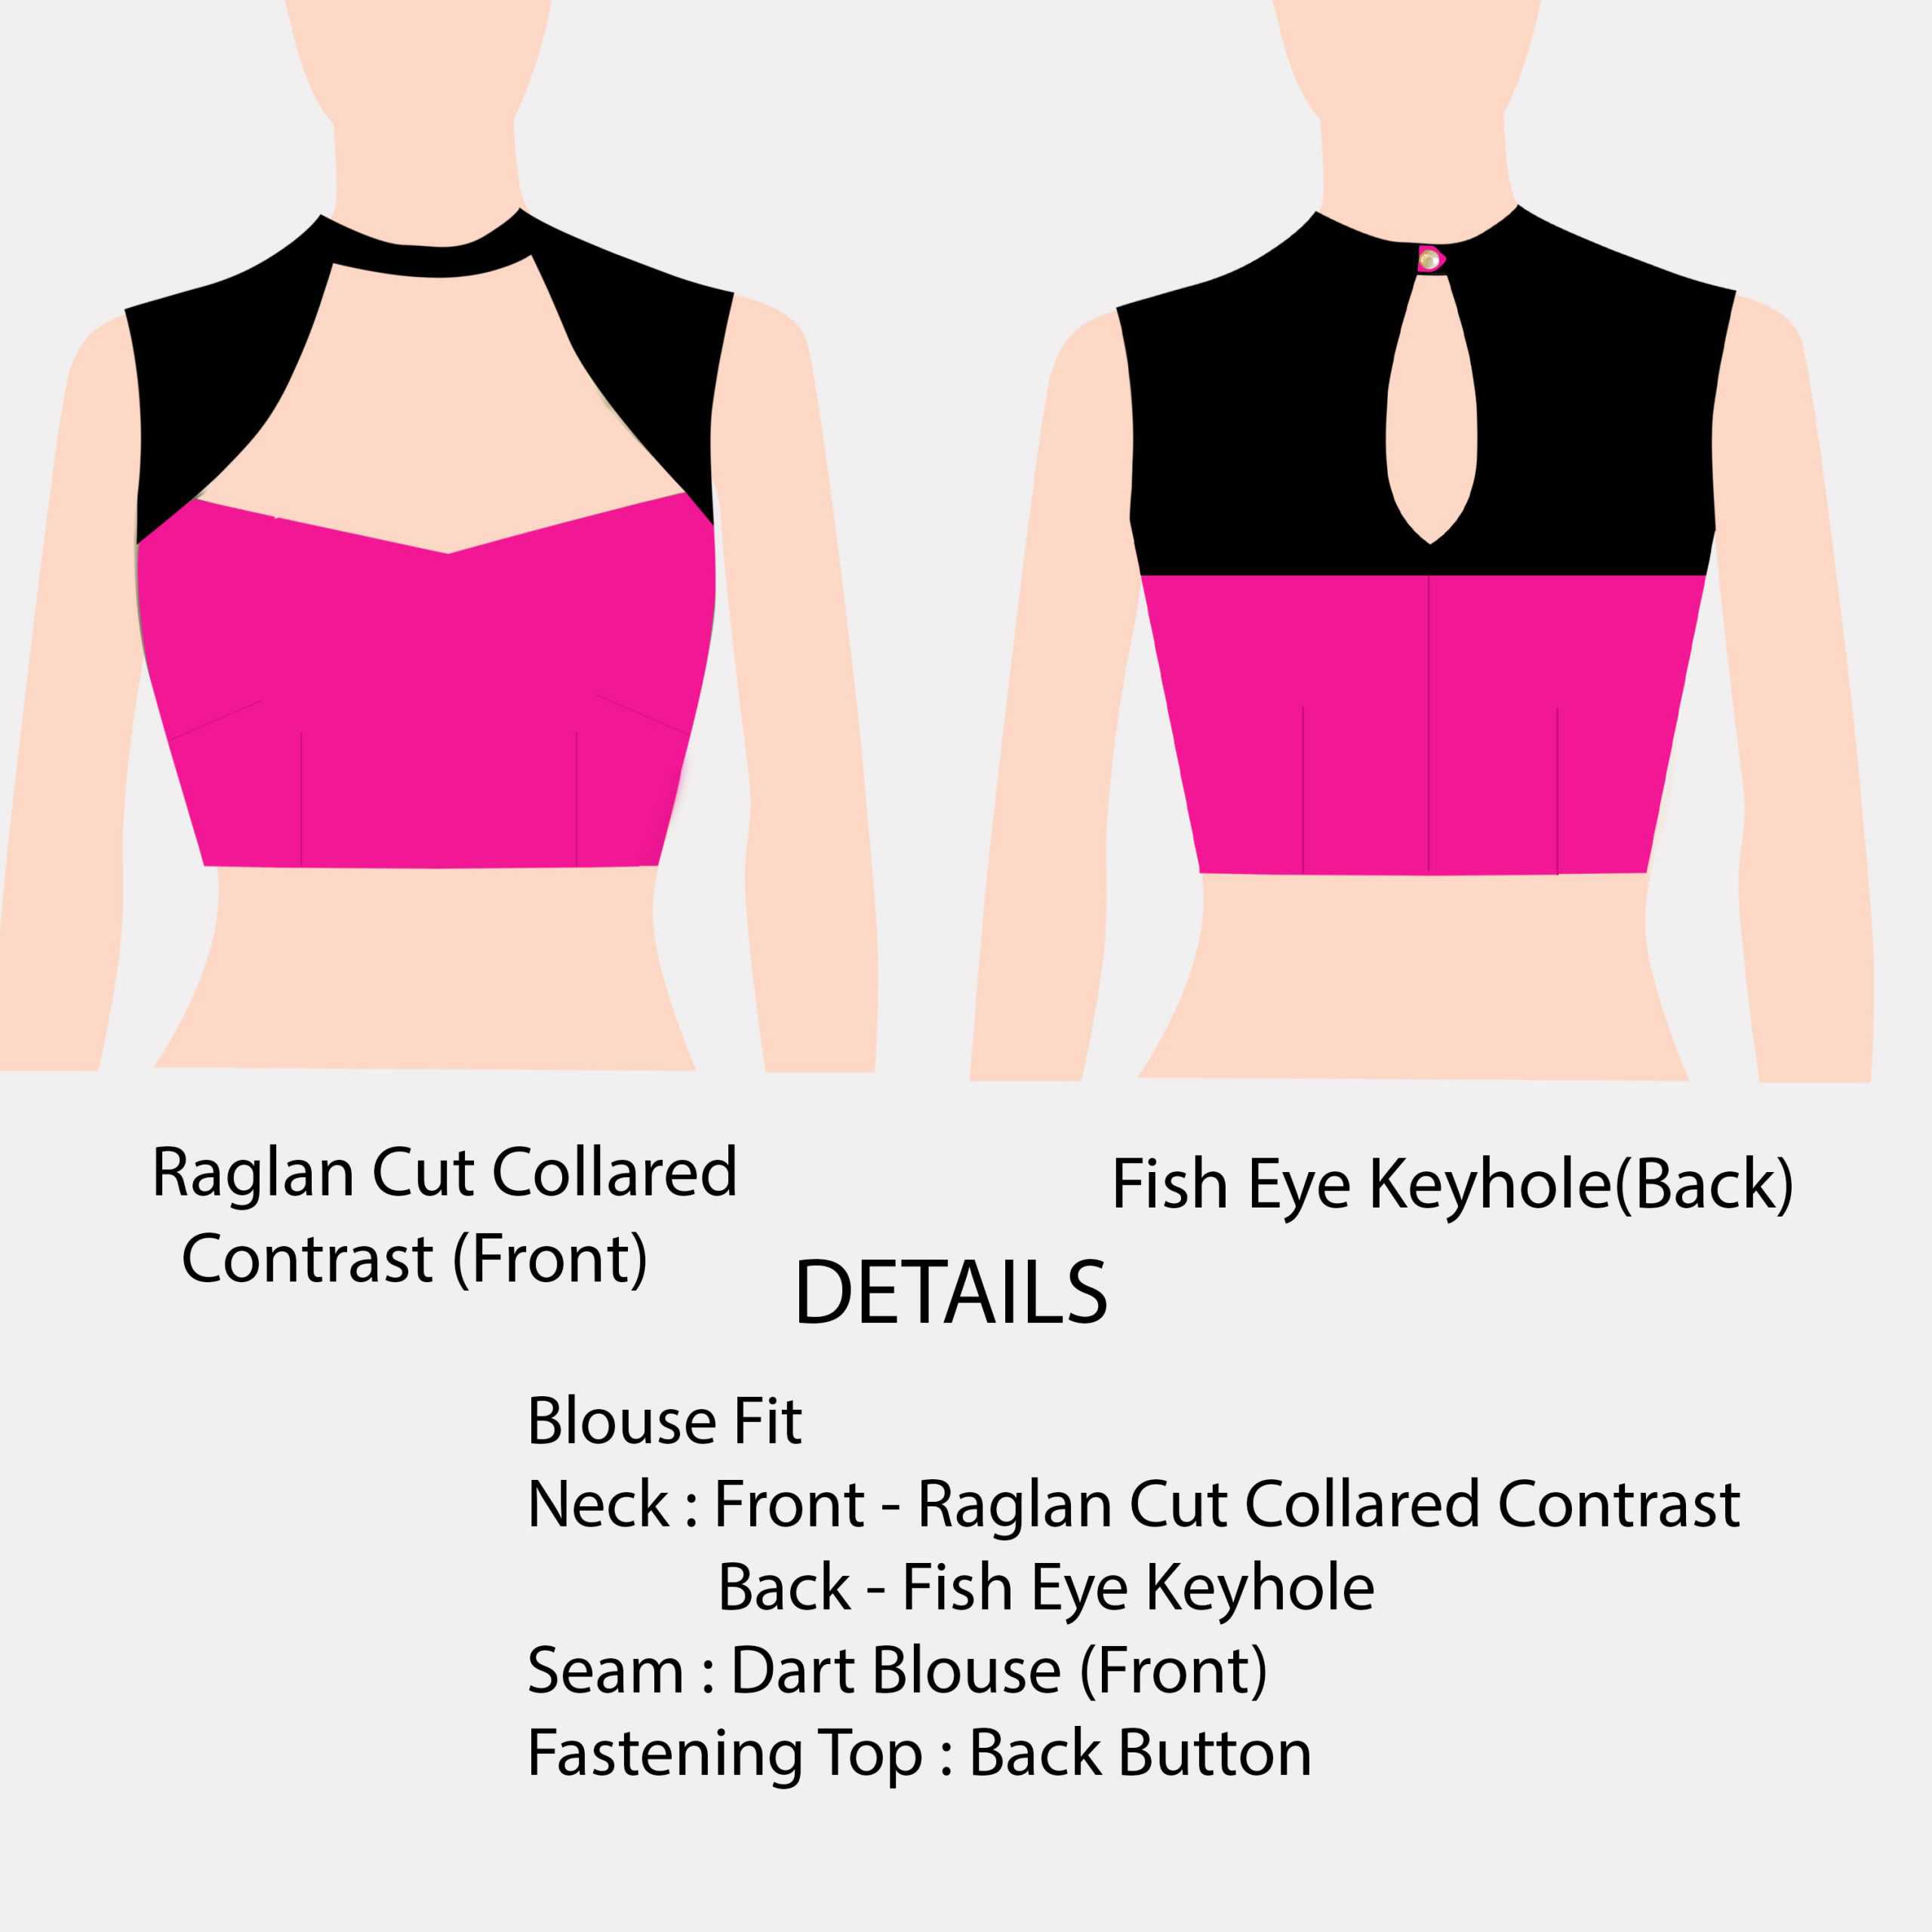 Raglan Cut Collared
Contrast (Front)
Fish Eye Keyhole(Back)
DETAILS
Blouse Fit
Neck : Front - Raglan Cut Collared Contrast
Back - Fish Eye Keyhole
Seam : Dart Blouse (Front)
Fastening Top : Back Button